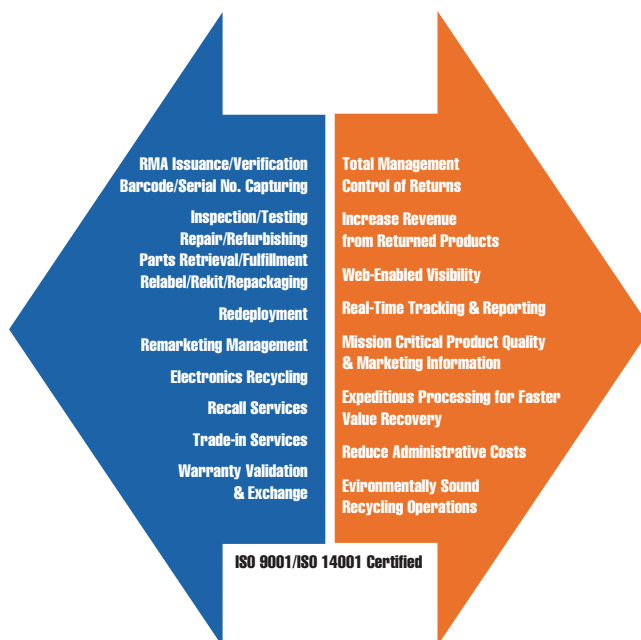 RMA Issuance/Verification
Barcode/Serial No. Capturing
Inspection/Testing
Repair/Refurbishing
Parts Retrieval/Fulfillment
Relabel/Rekit/Repackaging
Redeployment
Remarketing Management
Electronics Recycling
Recall Services
Trade-in Services
Warranty Validation
& Exchange
Total Management
Control of Returns
Increase Revenue
from Returned Products
Web-Enabled Visibility
Real-Time Tracking & Reporting
Mission Critical Product Quality
& Marketing Information
Expeditious Processing for Faster
Value Recovery
Reduce Administrative Costs
Evironmentally Sound
Recycling Operations
ISO 9001/ISO 14001 Certified